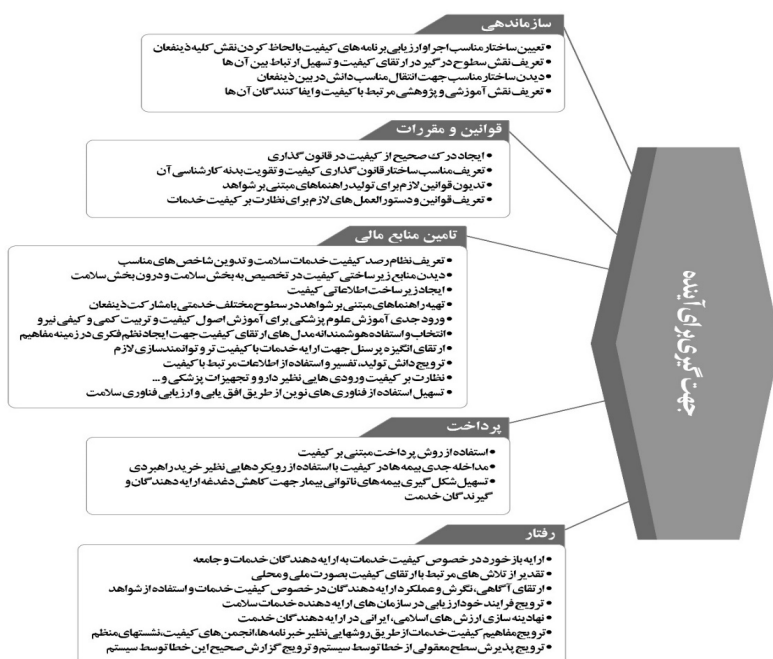 سازماندهی
• تعیین ساختار مناسب اجرا و ارزیابی برنامه های کیفیت با لحاظ کردن نقش کلیه ذینفعان
• تعریف نقش سطوح درگیر در ارتقای کیفیت و تسهیل ارتباط بین آن ها
• دیدن ساختار مناسب جهت انتقال مناسب دانش در بین ذینفعان
• تعریف نقش آموزشی و پژوهشی مرتبط با کیفیت و ایفا کنندگان آن ها
قوانین و مقررات
• ایجاد درک صحیح از کیفیت در قانون گذاری
• تعریف مناسب ساختار قانون گذاری کیفیت و تقویت بدنه کارشناسی آن
• تدیون قوانین لازم برای تولید راهنماهای مبتنی بر شواهد
• تعریف قوانین و دستورالعمل های لازم برای نظارت بر کیفیت خدمات
تامین منابع مالی
• تعریف نظام رصد کیفیت خدمات سلامت و تدوین شاخص های مناسب
• دیدن منابع زیرساختی کیفیت در تخصیص به بخش سلامت و درون بخش سلامت
• ایجاد زیرساخت اطلاعاتی کیفیت
• تهیه راهنماهای مبتنی بر شواهد در سطوح مختلف خدمتی با مشارکت ذینفعان
• ورود جدی آموزش علوم پزشکی برای آموزش اصول کیفیت و تربیت کمی و کیفی نیرو
• انتخاب و استفاده هوشمندانه مدل های ارتقای کیفیت جهت ایجاد نظم فکری در زمینه مفاهیم
• ارتقای انگیزه پرسنل جهت ارایه خدمات با کیفیت تر و توانمندسازی لازم
• ترویج دانش تولید، تفسیر و استفاده از اطلاعات مرتبط با کیفیت
• نظارت بر کیفیت ورودی هایی نظیر دارو و تجهیزات پزشکی و ...
• تسهیل استفاده از فناوری های نوین از طریق افق یابی و ارزیابی فناوری سلامت
پرداخت
• استفاده از روش پرداخت مبتنی بر کیفیت
• مداخله جدی بیمه ها در کیفیت با استفاده از رویکردهایی نظیر خرید راهبردی
• تسهیل شکل گیری بیمه های ناتوانی بیمار جهت کاهش دغدغه ارایه دهندگان و
گیرندگان خدمت
رفتار
• ارایه بازخورد در خصوص کیفیت خدمات به ارایه دهندگان خدمات و جامعه
• تقدیر از تلاش های مرتبط با ارتقای کیفیت بصورت ملی و محلی
• ارتقای آگاهی، نگرش و عملکرد ارایه دهندگان در خصوص کیفیت خدمات و استفاده از شواهد
• ترویج فرایند خودارزیابی در سازمان های ارایه دهنده خدمات سلامت
• نهادینه سازی ارزش های اسلامی، ایرانی در ارایه دهندگان خدمت
• ترویج مفاهیم کیفیت خدمات از طریق روشهایی نظیر خبرنامه ها، انجمن های کیفیت، نشستهای منظم
• ترویج پذیرش سطح معقولی از خطا توسط سیستم و ترویج گزارش صحیح این خطا توسط سیستم
جهت گیری برای آینده